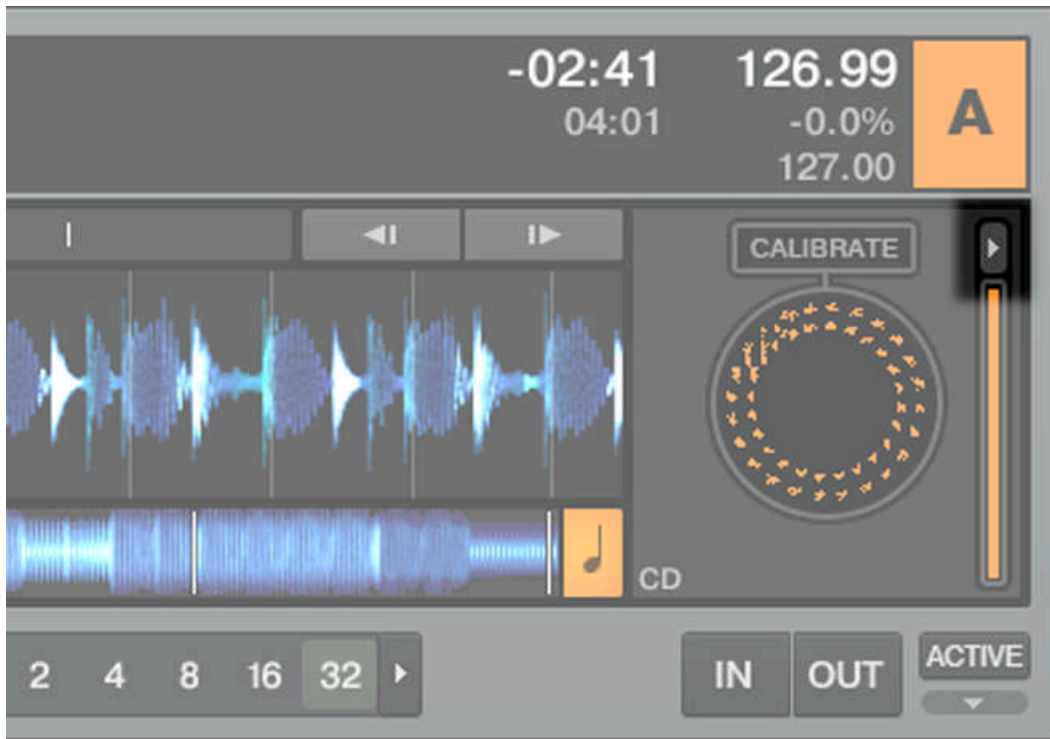 -02:41 126.99 A
04:01 -0.0%
127.00
CALIBRATE
CD
2 4 8 16 32 IN OUT ACTIVE